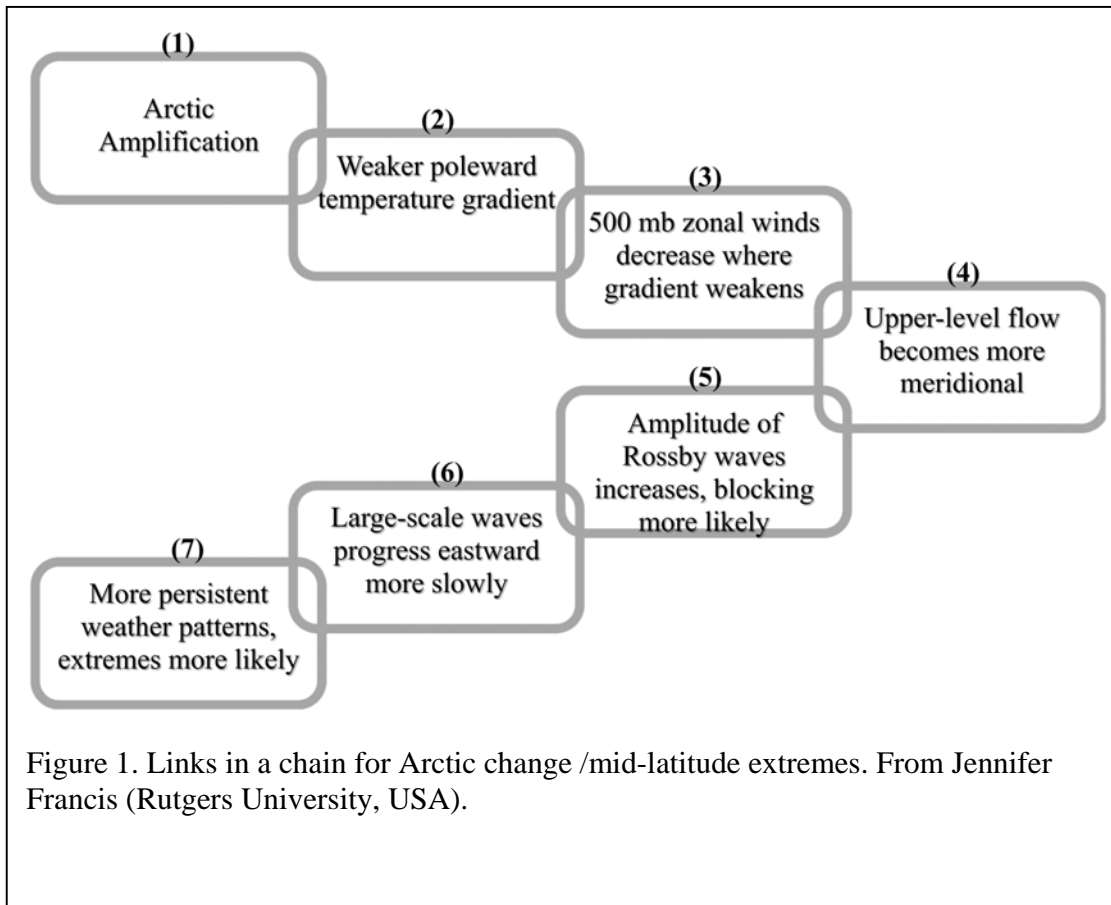 (1)
Arctic
Amplification
(2)
Weaker poleward
temperature gradient
(3)
500 mb zonal winds
decrease where
gradient weakens
(4)
Upper-level flow
becomes more
meridional
(5)
Amplitude of
Rossby waves
increases, blocking
more likely
(6)
Large-scale waves
progress eastward
more slowly
(7)
More persistent
weather patterns,
extremes more likely
Figure 1. Links in a chain for Arctic change /mid-latitude extremes. From Jennifer
Francis (Rutgers University, USA).